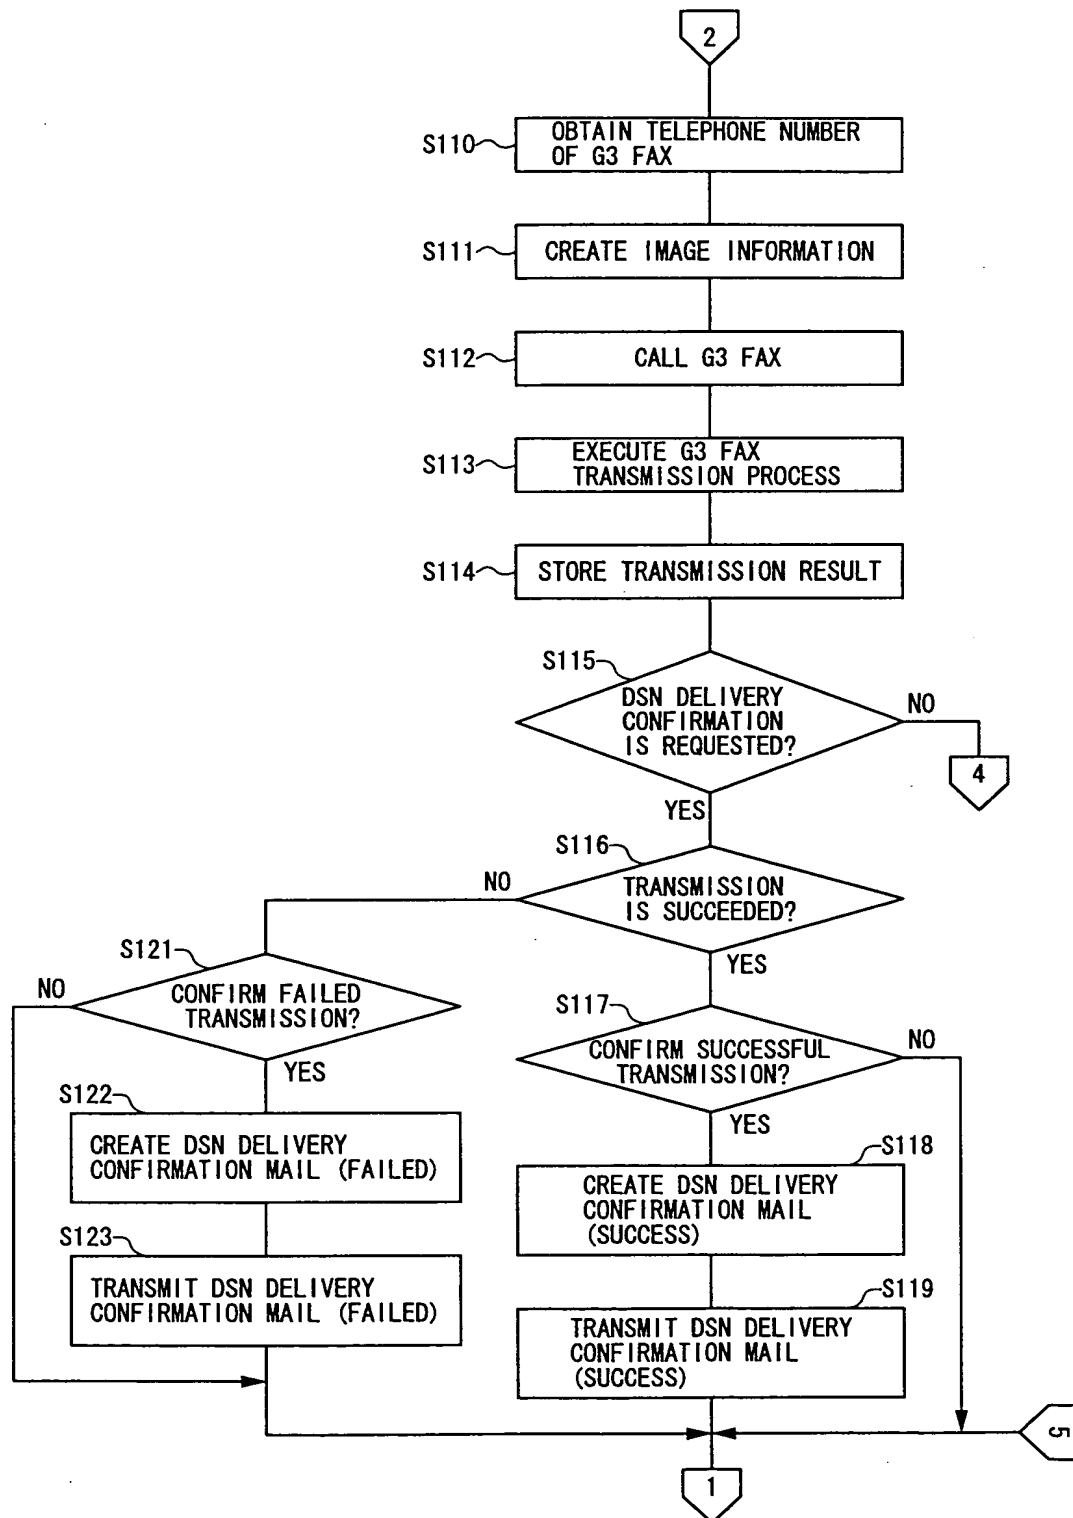 2
S110
OBTAIN TELEPHONE NUMBER
OF G3 FAX
S111
CREATE IMAGE INFORMATION
S112
CALL G3 FAX
S113
EXECUTE G3 FAX
TRANSMISSION PROCESS
S114
STORE TRANSMISSION RESULT
S115
DSN DELIVERY
CONFIRMATION
IS REQUESTED?
NO
4
YES
S116
TRANSMISSION
IS SUCCEEDED?
NO
YES
S121
CONFIRM FAILED
TRANSMISSION?
NO
YES
S117
CONFIRM SUCCESSFUL
TRANSMISSION?
NO
YES
S122
CREATE DSN DELIVERY
CONFIRMATION MAIL (FAILED)
S118
CREATE DSN DELIVERY
CONFIRMATION MAIL
(SUCCESS)
S123
TRANSMIT DSN DELIVERY
CONFIRMATION MAIL (FAILED)
S119
TRANSMIT DSN DELIVERY
CONFIRMATION MAIL
(SUCCESS)
5
1